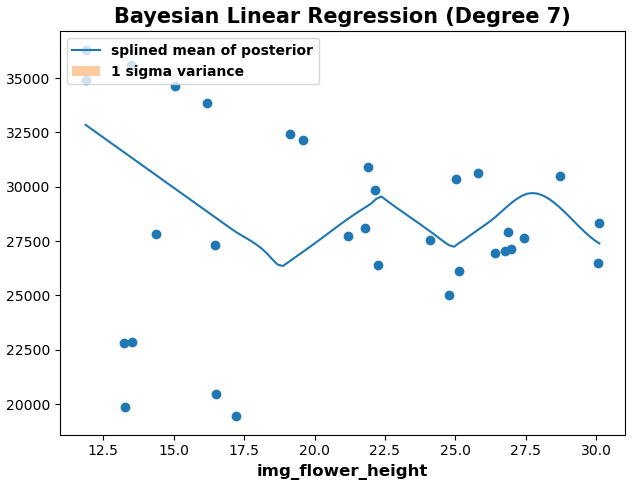 Bayesian Linear Regression (Degree 7)
splined mean of posterior
1 sigma variance
35000
32500
30000
27500
25000
22500
20000
12.5 15.0 17.5 20.0 22.5 25.0 27.5 30.0
img_flower_height